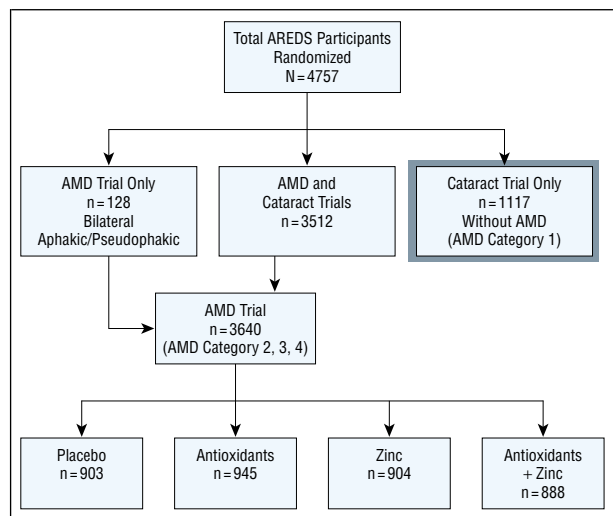 Total AREDS Participants
Randomized
N = 4757
AMD Trial Only
n = 128
Bilateral
Aphakic/Pseudophakic
AMD and
Cataract Trials
n = 3512
Cataract Trial Only
n = 1117
Without AMD
(AMD Category 1)
AMD Trial
n = 3640
(AMD Category 2, 3, 4)
Placebo
n = 903
Antioxidants
n = 945
Zinc
n = 904
Antioxidants
+ Zinc
n = 888